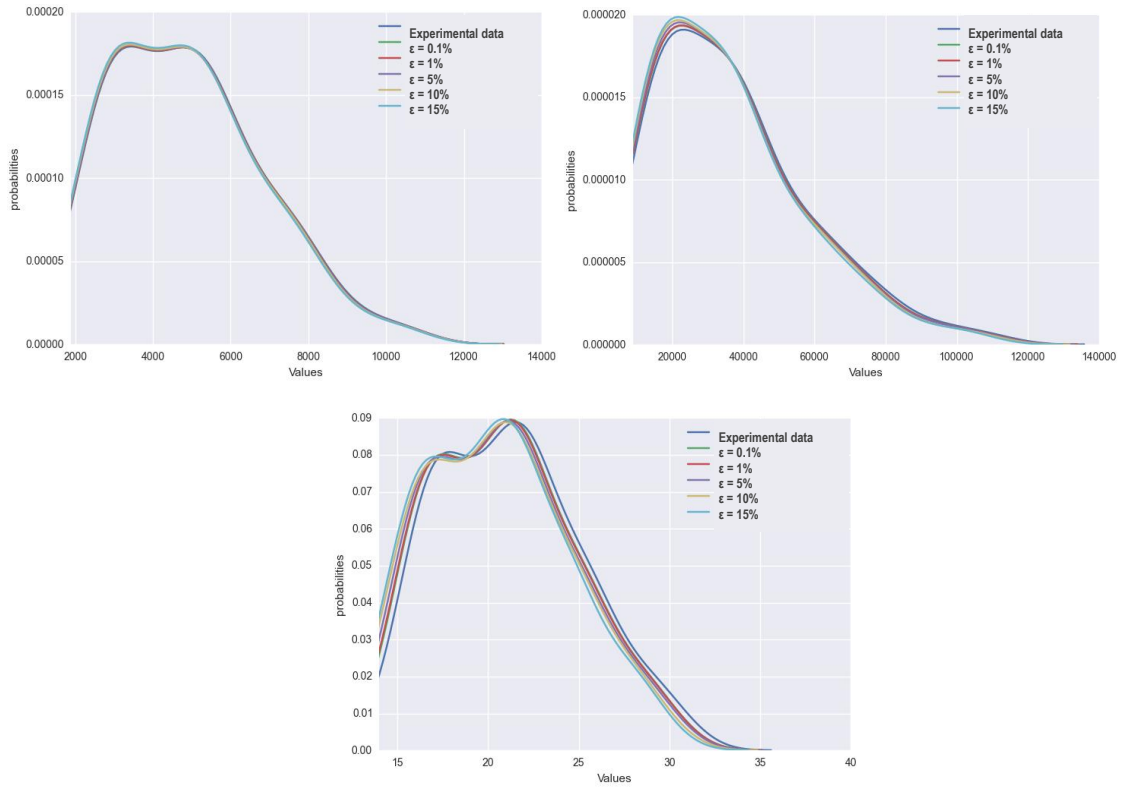 0.00020
0.00015
0.00010
0.00005
0.00000
probabilities
2000 4000 6000 8000 10000 12000 14000
Values
Experimental data
ε = 0.1%
ε = 1%
ε = 5%
ε = 10%
ε = 15%
0.000020
0.000015
0.000010
0.000005
0.000000
probabilities
20000 40000 60000 80000 100000 120000 140000
Values
Experimental data
ε = 0.1%
ε = 1%
ε = 5%
ε = 10%
ε = 15%
0.09
0.08
0.07
0.06
0.05
0.04
0.03
0.02
0.01
0.00
probabilities
15 20 25 30 35 40
Values
Experimental data
ε = 0.1%
ε = 1%
ε = 5%
ε = 10%
ε = 15%